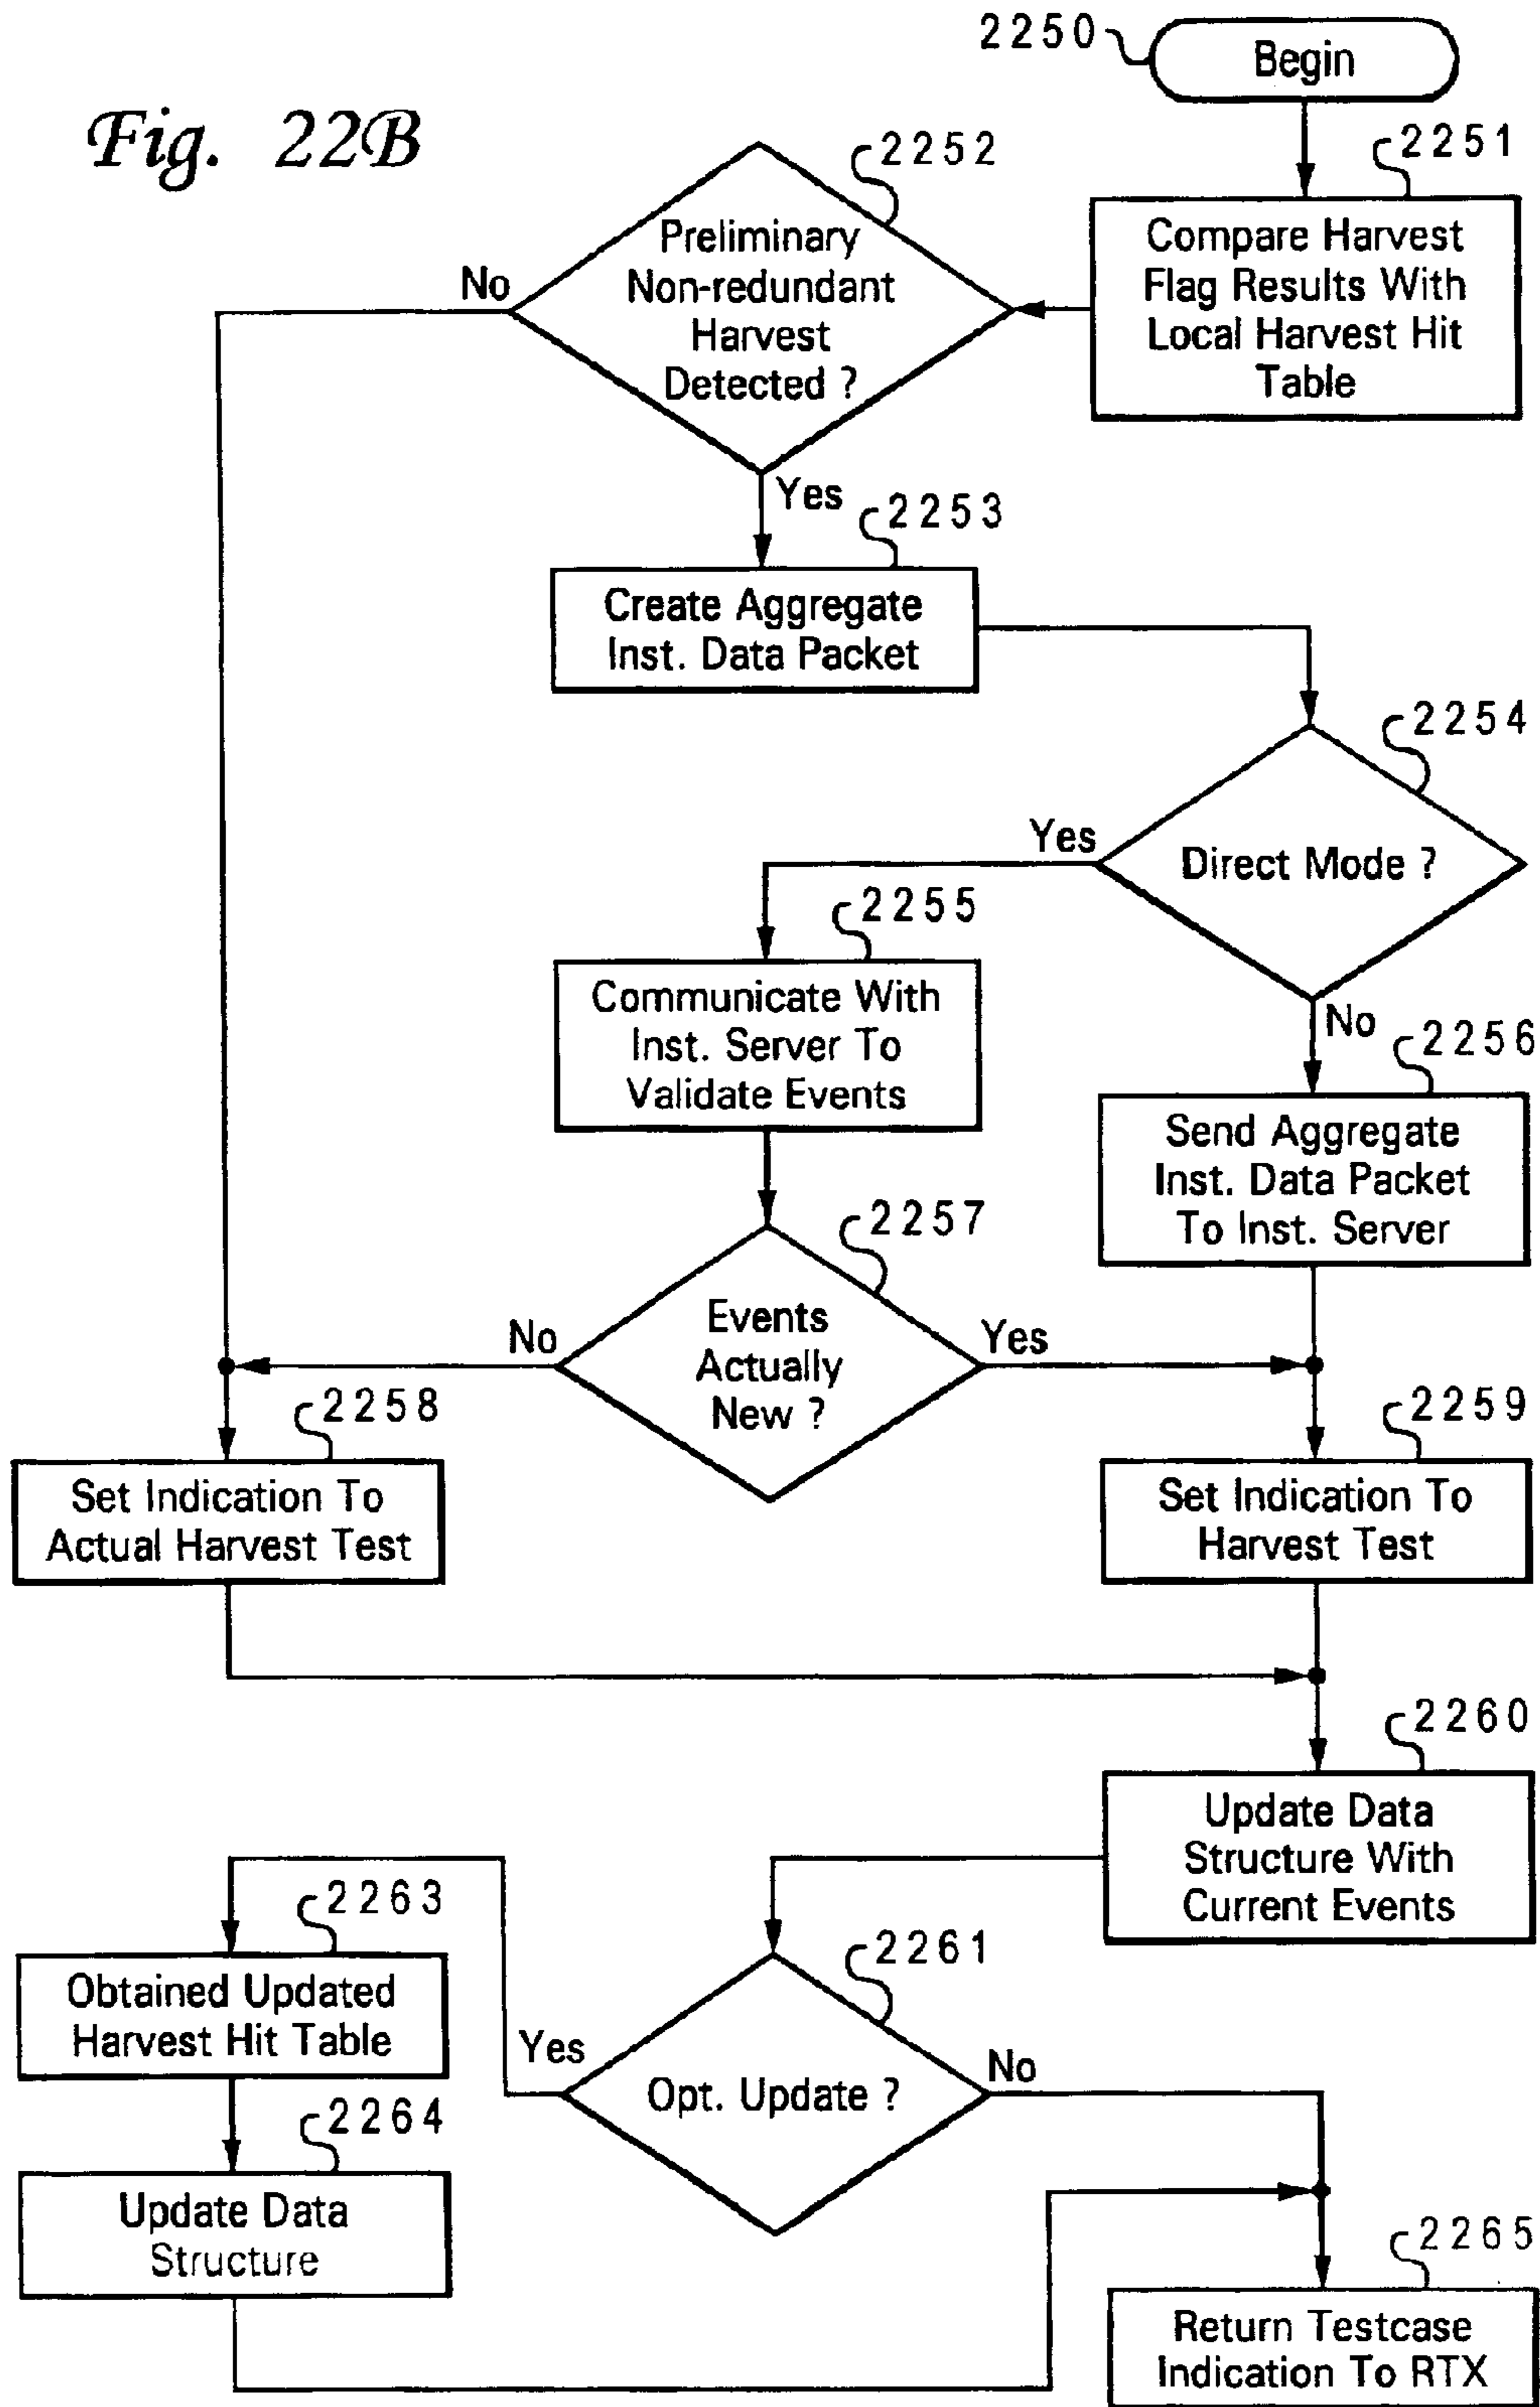 Fig. 22B
2250
Begin
2251
Compare Harvest
Flag Results With
Local Harvest Hit
Table
2252
Preliminary
Non-redundant
Harvest
Detected ?
No
Yes
2253
Create Aggregate
Inst. Data Packet
2254
Direct Mode ?
Yes
No
2255
Communicate With
Inst. Server To
Validate Events
2256
Send Aggregate
Inst. Data Packet
To Inst. Server
2257
Events
Actually
New ?
No
Yes
2258
Set Indication To
Actual Harvest Test
2259
Set Indication To
Harvest Test
2260
Update Data
Structure With
Current Events
2261
Opt. Update ?
Yes
No
2263
Obtained Updated
Harvest Hit Table
2264
Update Data
Structure
2265
Return Testcase
Indication To RTX